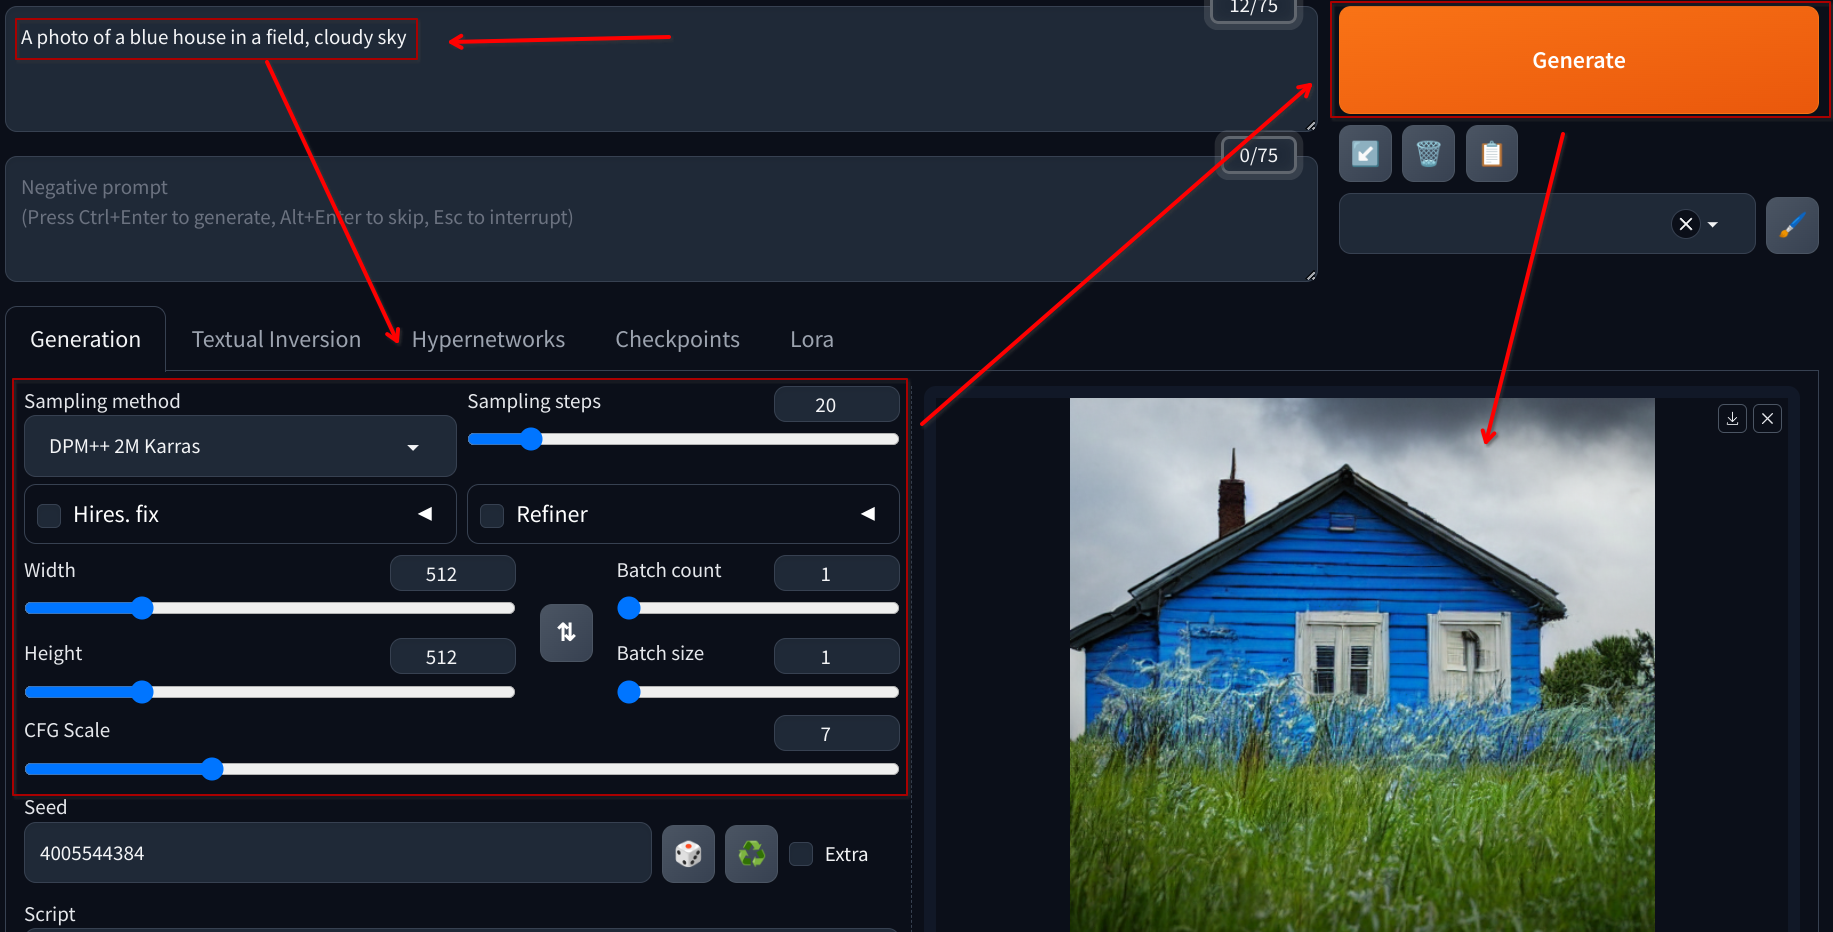 12/75
A photo of a blue house in a field, cloudy sky
Generate
0/75
Negative prompt
(Press Ctrl+Enter to generate, Alt+Enter to skip, Esc to interrupt)
Generation Textual Inversion Hypernetworks Checkpoints Lora
Sampling method
DPM++ 2M Karras
Sampling steps 20
Hires. fix
Refiner
Width 512
Height 512
Batch count 1
Batch size 1
CFG Scale 7
Seed
4005544384
Extra
Script